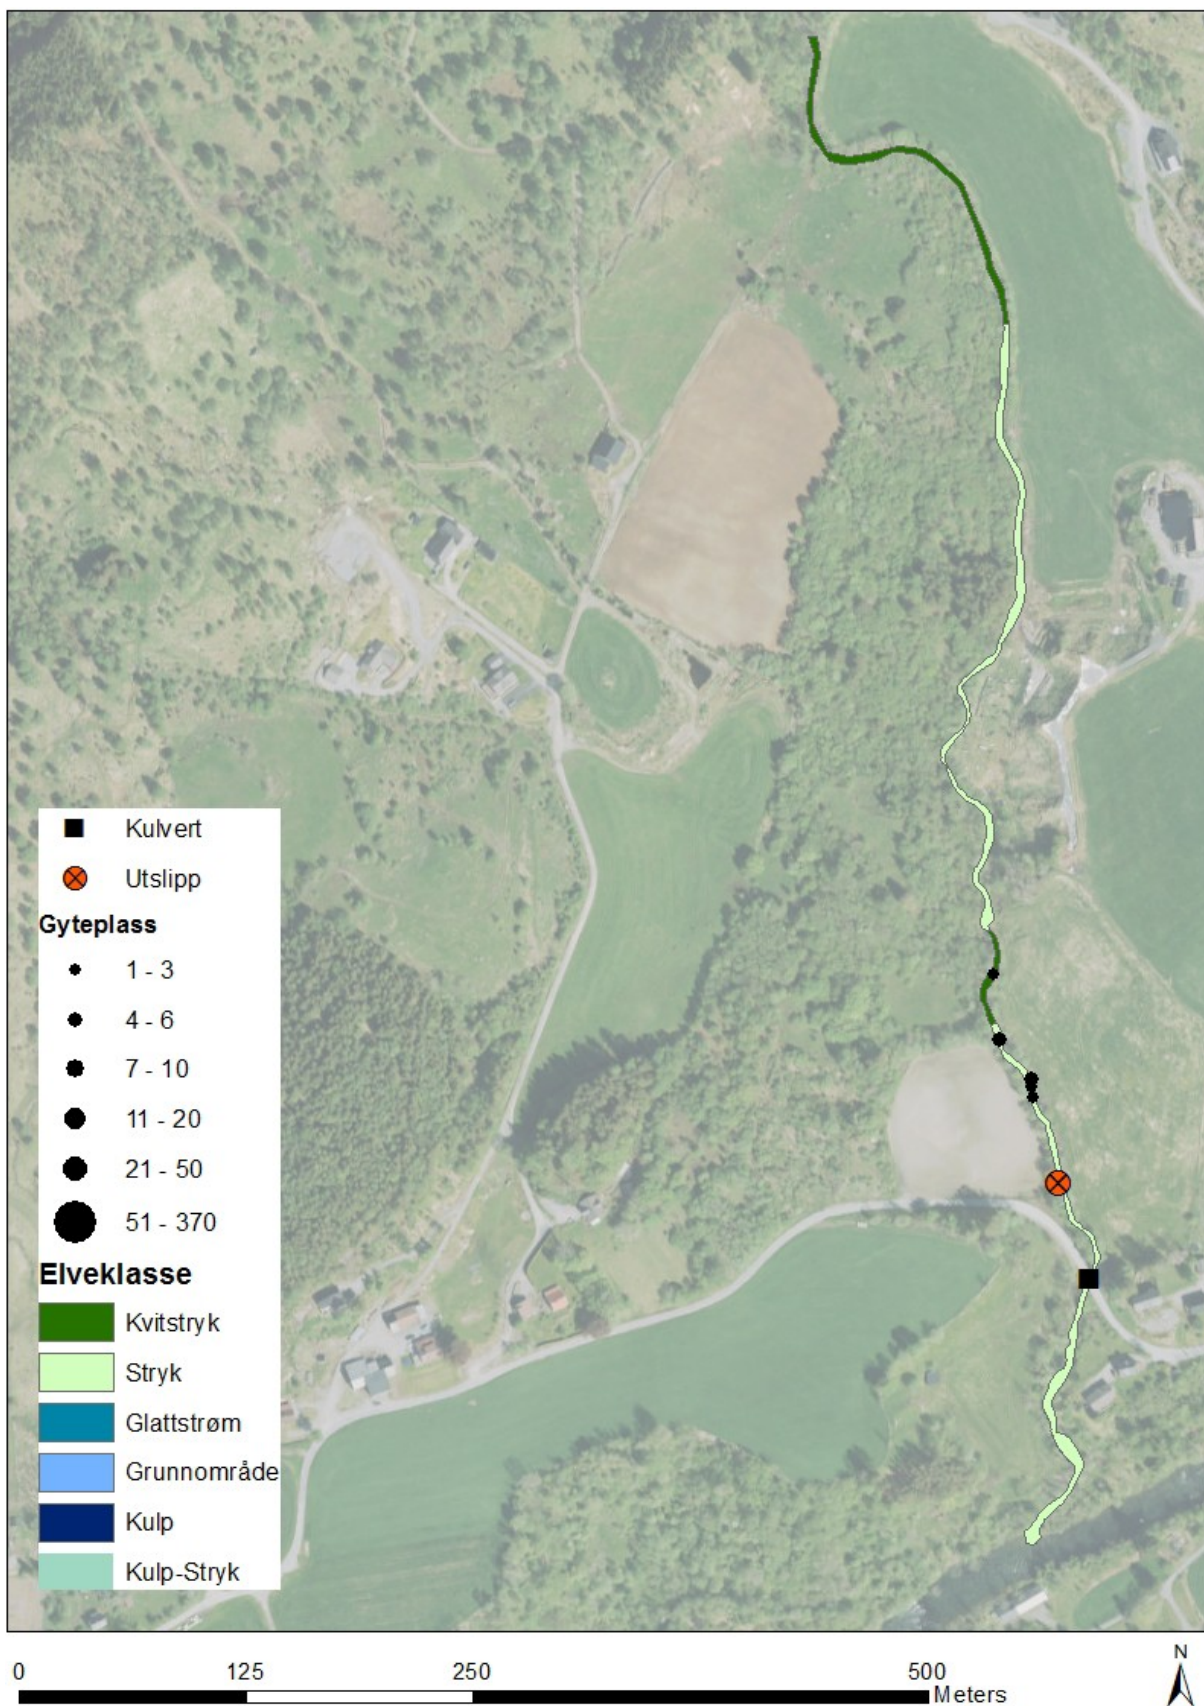 Kulvert
Utslipp
Gyteplass
1 - 3
4 - 6
7 - 10
11 - 20
21 - 50
51 - 370
Elveklasse
Kvitstryk
Stryk
Glattstrøm
Grunnområde
Kulp
Kulp-Stryk
0 125 250 500
Meters
N